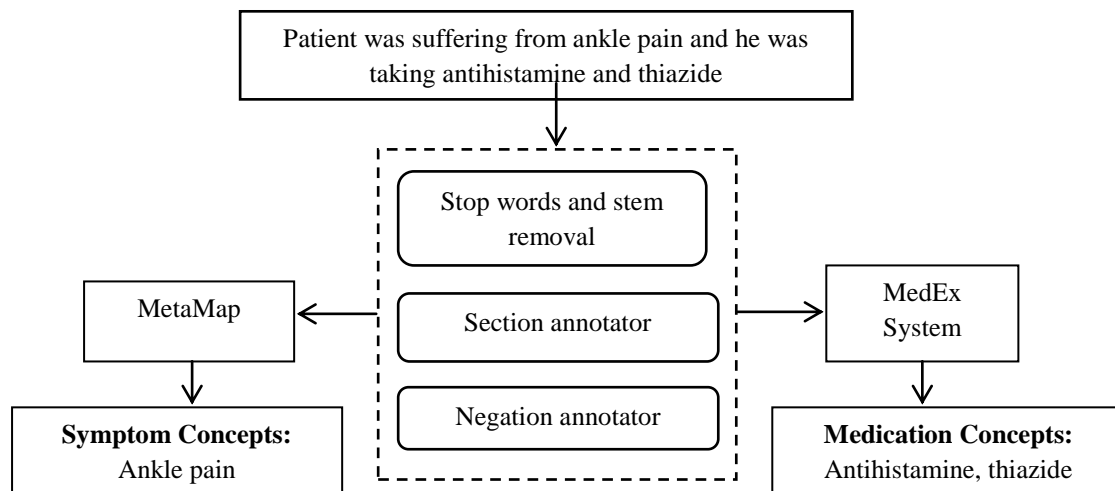 Patient was suffering from ankle pain and he was
taking antihistamine and thiazide
Stop words and stem
removal
MetaMap
Section annotator
MedEx
System
Negation annotator
Symptom Concepts:
Ankle pain
Medication Concepts:
Antihistamine, thiazide